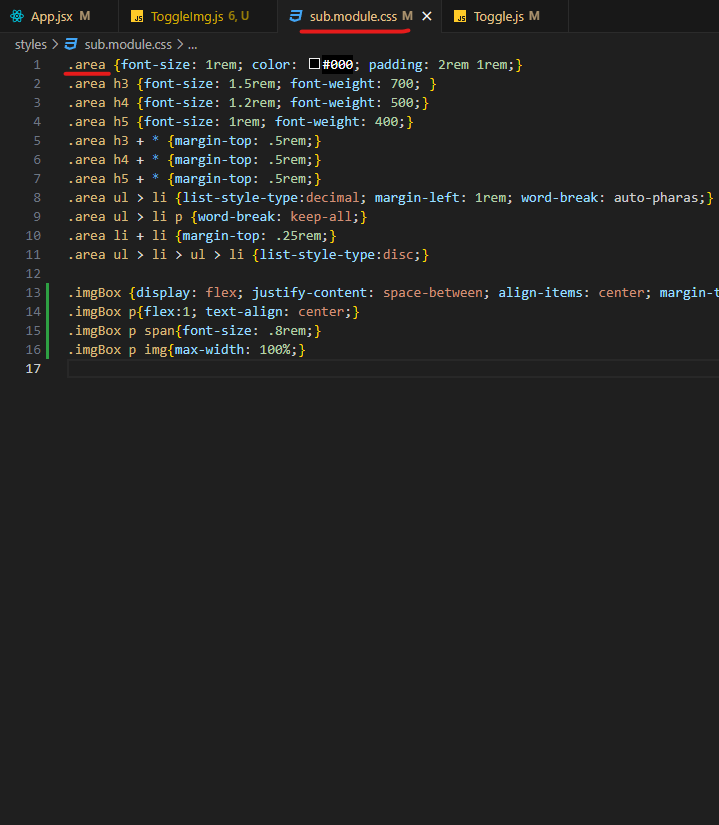 App.jsx M ToggleImg.js 6, U sub.module.css M Toggle.js M
styles > sub.module.css > ...
1 .area {font-size: 1rem; color: #000; padding: 2rem 1rem;}
2 .area h3 {font-size: 1.5rem; font-weight: 700; }
3 .area h4 {font-size: 1.2rem; font-weight: 500;}
4 .area h5 {font-size: 1rem; font-weight: 400;}
5 .area h3 + * {margin-top: .5rem;}
6 .area h4 + * {margin-top: .5rem;}
7 .area h5 + * {margin-top: .5rem;}
8 .area ul > li {list-style-type:decimal; margin-left: 1rem; word-break: auto-pharas;}
9 .area ul > li p {word-break: keep-all;}
10 .area li + li {margin-top: .25rem;}
11 .area ul > li > ul > li {list-style-type:disc;}
12
13 .imgBox {display: flex; justify-content: space-between; align-items: center; margin-t
14 .imgBox p{flex:1; text-align: center;}
15 .imgBox p span{font-size: .8rem;}
16 .imgBox p img{max-width: 100%;}
17